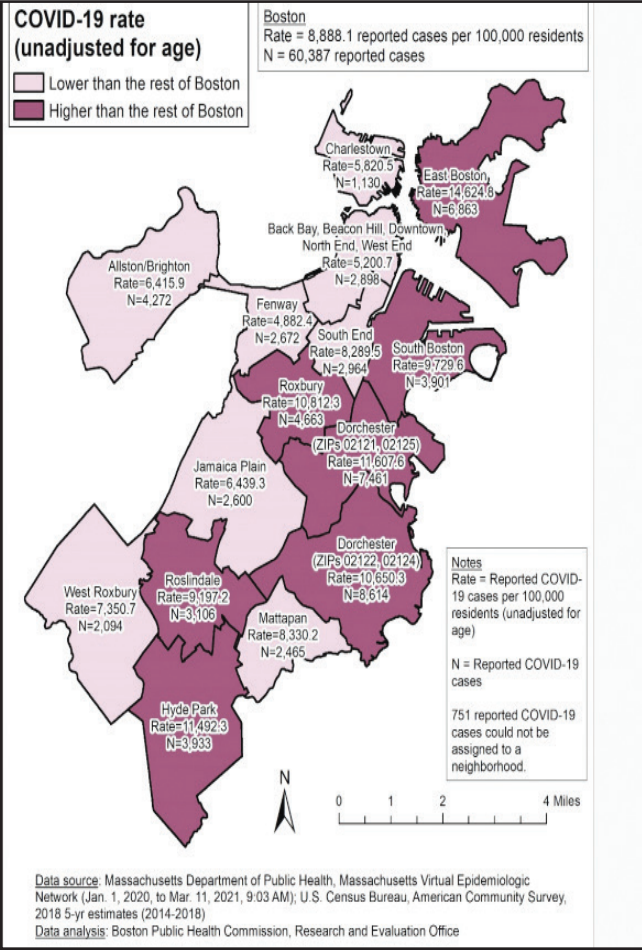 COVID-19 rate
(unadjusted for age)
Lower than the rest of Boston
Higher than the rest of Boston
Boston
Rate = 8,888.1 reported cases per 100,000 residents
N = 60,387 reported cases
Charlestown
Rate=5,820.5
N=1,130
East Boston
Rate=14,624.8
N=6,863
Back Bay, Beacon Hill, Downtown,
North End, West End
Rate=5,200.7
N=2,898
Allston/Brighton
Rate=6,415.9
N=4,272
Fenway
Rate=4,882.4
N=2,672
South End
Rate=8,289.5
N=2,964
South Boston
Rate=9,729.6
N=3,901
Roxbury
Rate=10,812.3
N=4,663
Dorchester
(ZIPs 02121, 02125)
Rate=11,607.6
N=7,461
Jamaica Plain
Rate=6,439.3
N=2,600
Dorchester
(ZIPs 02122, 02124)
Rate=10,650.3
N=8,614
West Roxbury
Rate=7,350.7
N=2,094
Roslindale
Rate=9,197.2
N=3,106
Mattapan
Rate=8,330.2
N=2,465
Hyde Park
Rate=11,492.3
N=3,933
Notes
Rate = Reported COVID-
19 cases per 100,000
residents (unadjusted for
age)
N = Reported COVID-19
cases
751 reported COVID-19
cases could not be
assigned to a
neighborhood.
N
0 1 2 4 Miles
Data source: Massachusetts Department of Public Health, Massachusetts Virtual Epidemiologic
Network (Jan. 1, 2020, to Mar. 11, 2021, 9:03 AM); U.S. Census Bureau, American Community Survey,
2018 5-yr estimates (2014-2018)
Data analysis: Boston Public Health Commission, Research and Evaluation Office